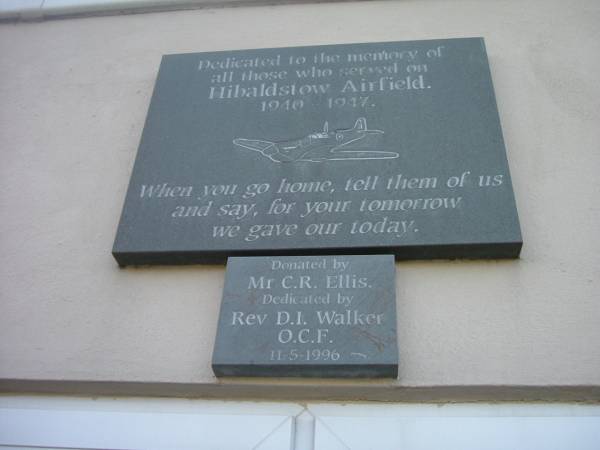 Dedicated to the memory of
all those who served on
Hibaldstow Airfield.
1940 - 1947.
When you go home, tell them of us
and say, for your tomorrow
we gave our today.
Donated by
Mr C.R. Ellis.
Dedicated by
Rev D.I. Walker
O.C.F.
11-5-1996